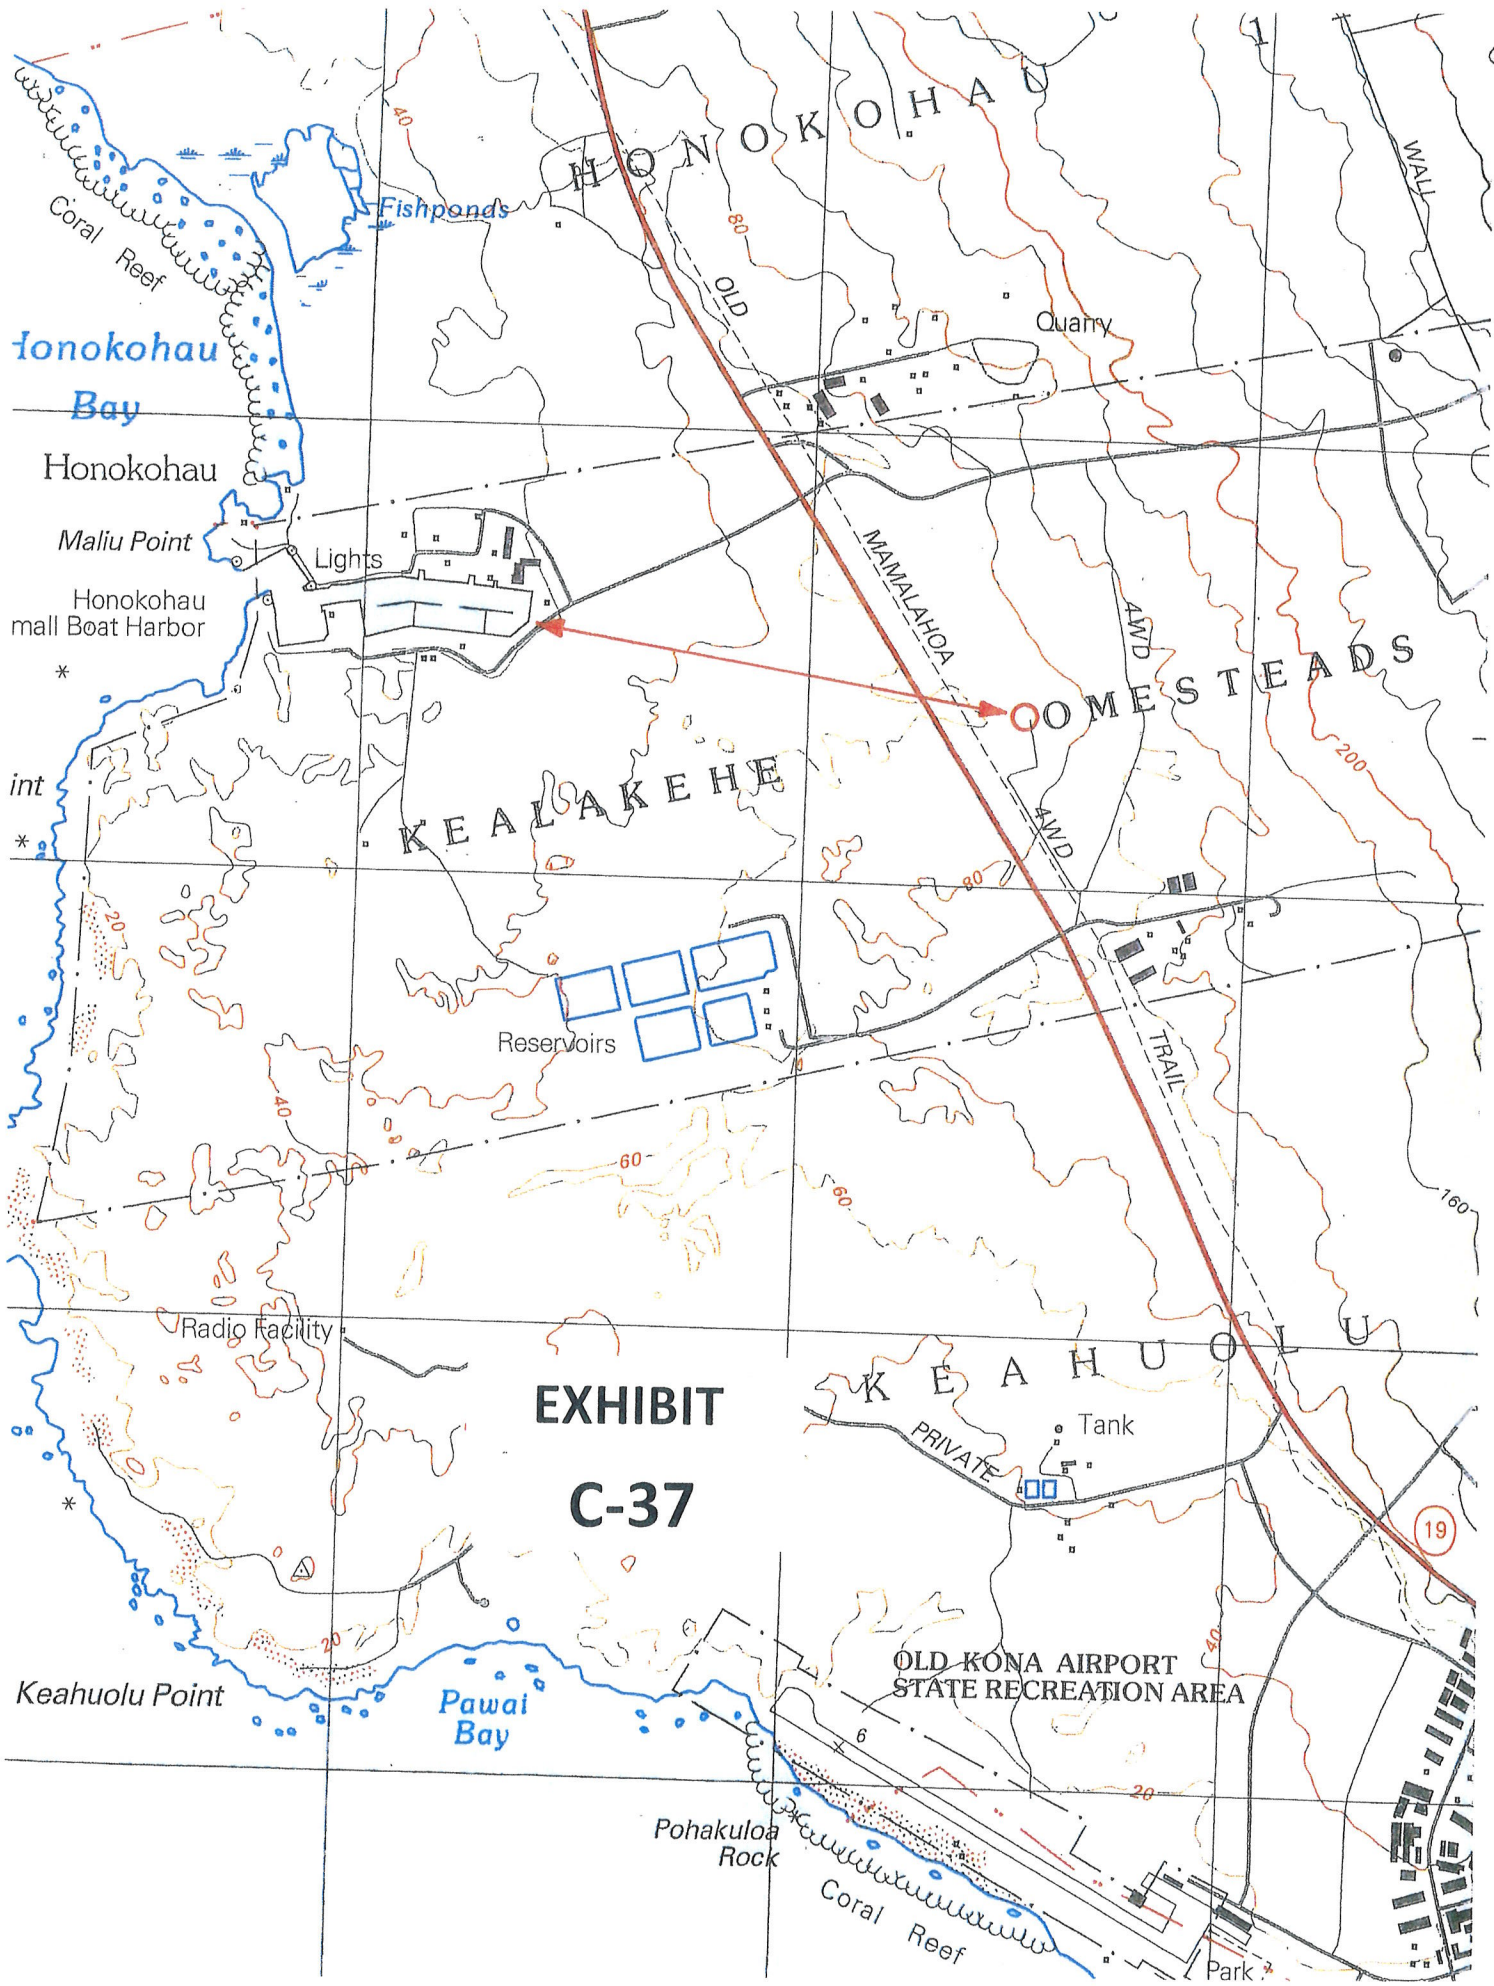 1
HONOKOHAU
40
WALL
Coral Reef
Fishponds
80
OLD
Quarry
Honokohau
Bay
Honokohau
Maliu Point
Lights
Honokohau
mall Boat Harbor
MAMALAHOA
4WD
OMESTEADS
200
int
KEALAKEHE
4WD
80
20
Reservoirs
TRAIL
40
60
60
160
Radio Facility
KEAHUOLU
EXHIBIT
C-37
PRIVATE
Tank
19
20
40
OLD KONA AIRPORT
STATE RECREATION AREA
Keahuolu Point
Pawai
Bay
6
20
Pohakuloa
Rock
Coral Reef
Park